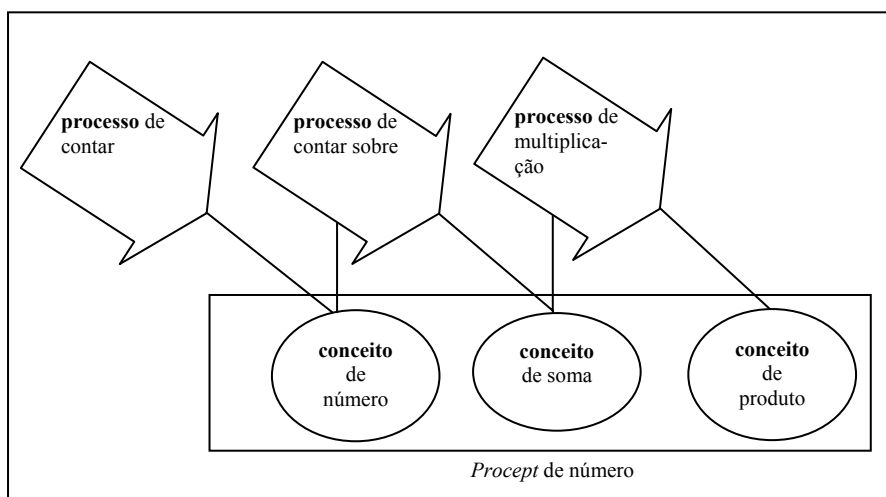 processo de
contar
processo de
contar sobre
processo de
multiplica-
ção
conceito
de
número
conceito
de soma
conceito
de
produto
Procept de número